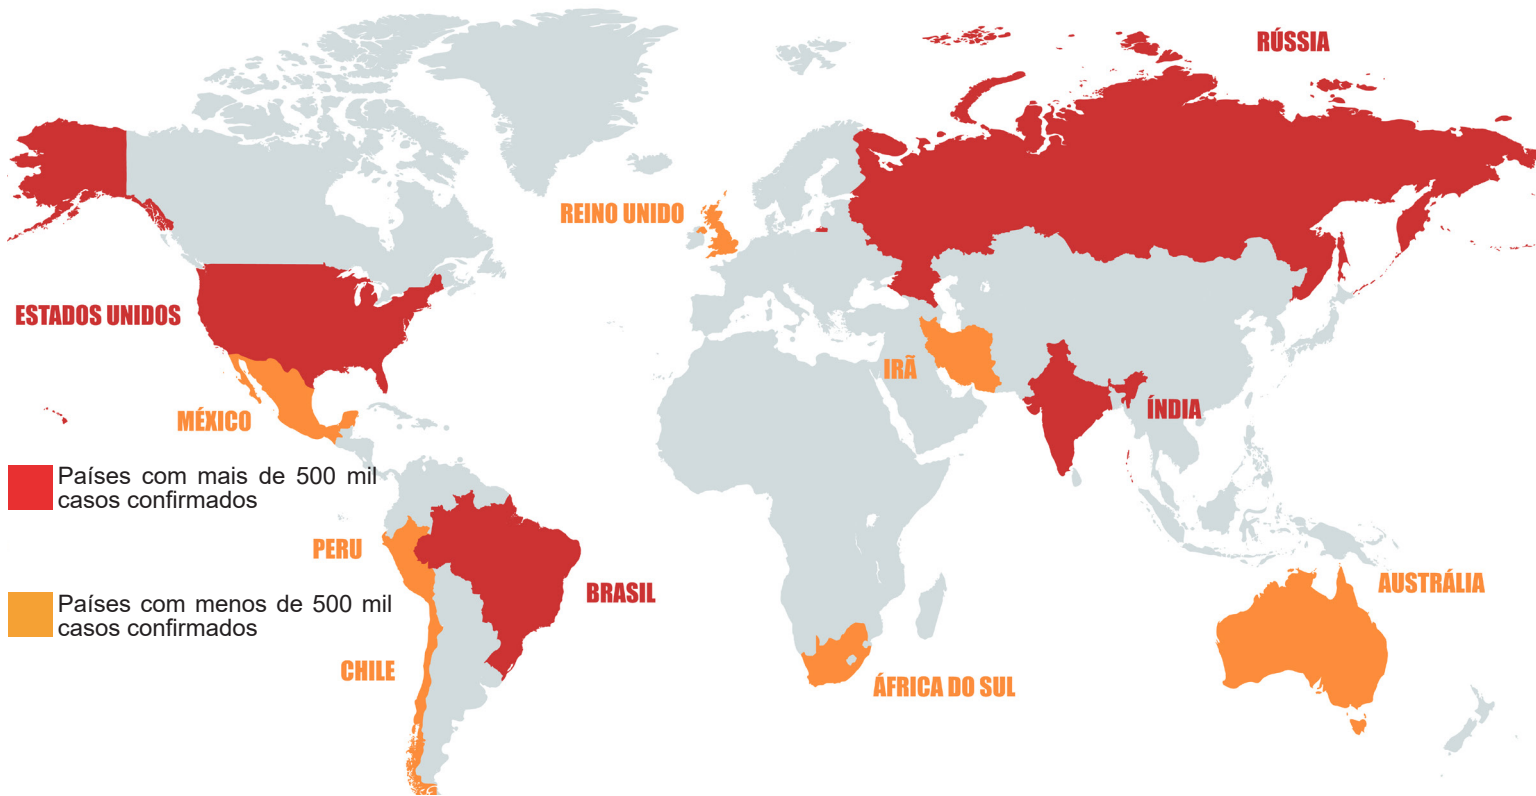 RÚSSIA
REINO UNIDO
ESTADOS UNIDOS
IRÃ
MÉXICO
ÍNDIA
Países com mais de 500 mil
casos confirmados
PERU
BRASIL
AUSTRÁLIA
Países com menos de 500 mil
casos confirmados
CHILE
ÁFRICA DO SUL